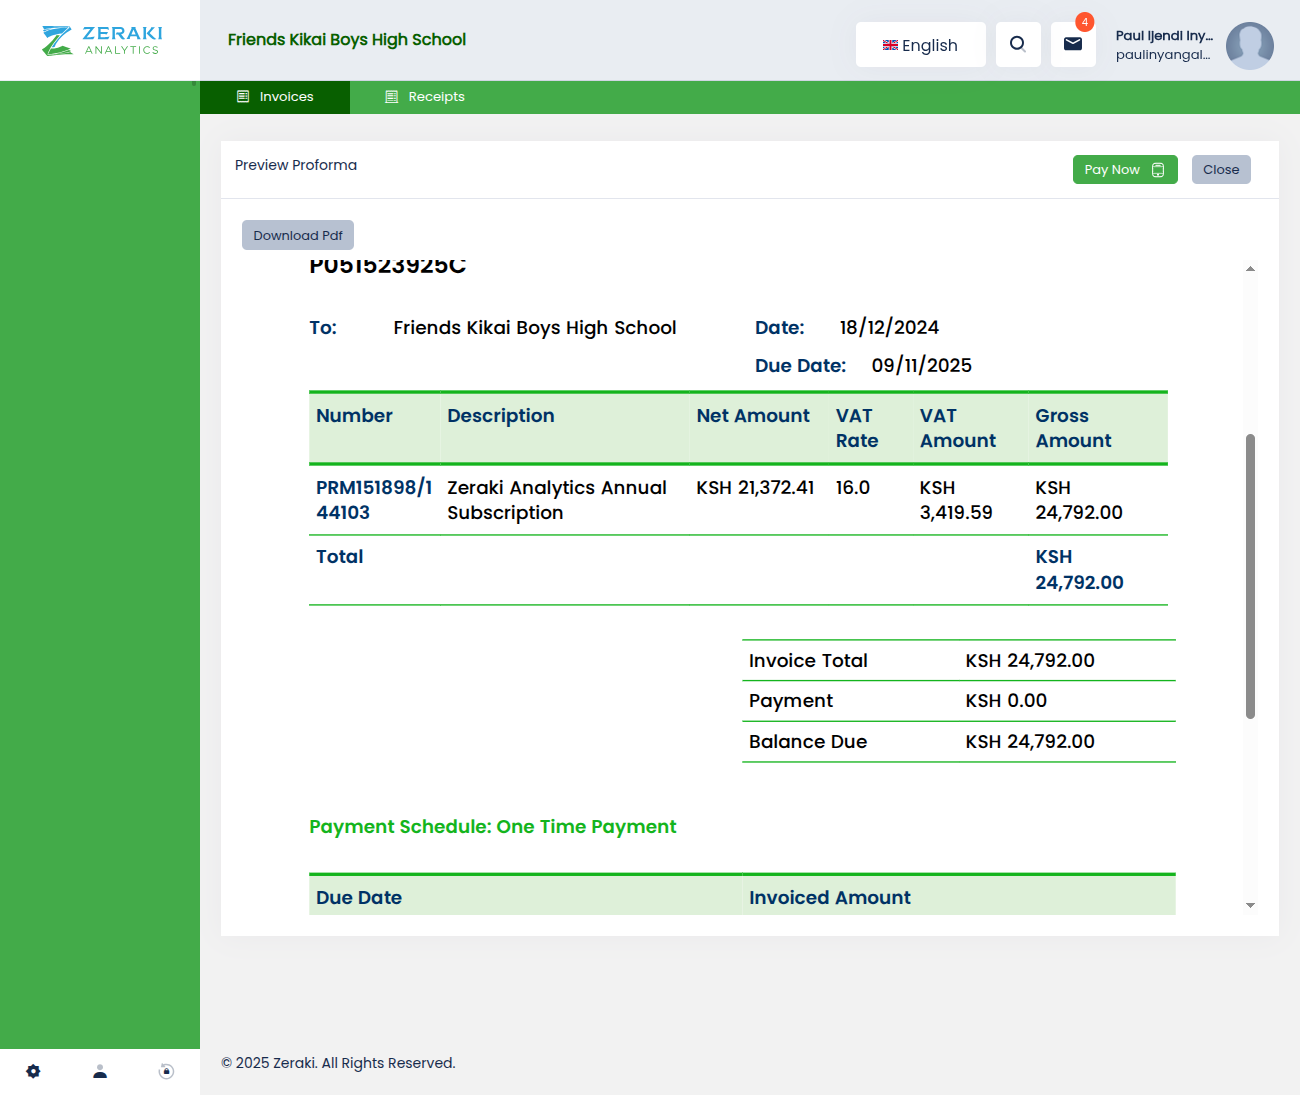 ZERAKI
ANALYTICS
Friends Kikai Boys High School
English
4
Paul Ijendi Iny...
paulinyangal...
Invoices
Receipts
Preview Proforma
Pay Now
Close
Download Pdf
P051523925C
To: Friends Kikai Boys High School Date: 18/12/2024
Due Date: 09/11/2025
Number Description Net Amount VAT Rate VAT Amount Gross Amount
PRM151898/144103 Zeraki Analytics Annual Subscription KSH 21,372.41 16.0 KSH 3,419.59 KSH 24,792.00
Total KSH 24,792.00
Invoice Total KSH 24,792.00
Payment KSH 0.00
Balance Due KSH 24,792.00
Payment Schedule: One Time Payment
Due Date Invoiced Amount
© 2025 Zeraki. All Rights Reserved.